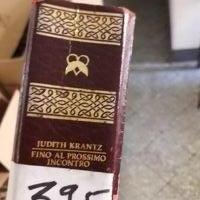 JUDITH KRANTZ
FINO AL PROSSIMO
INCONTRO
395